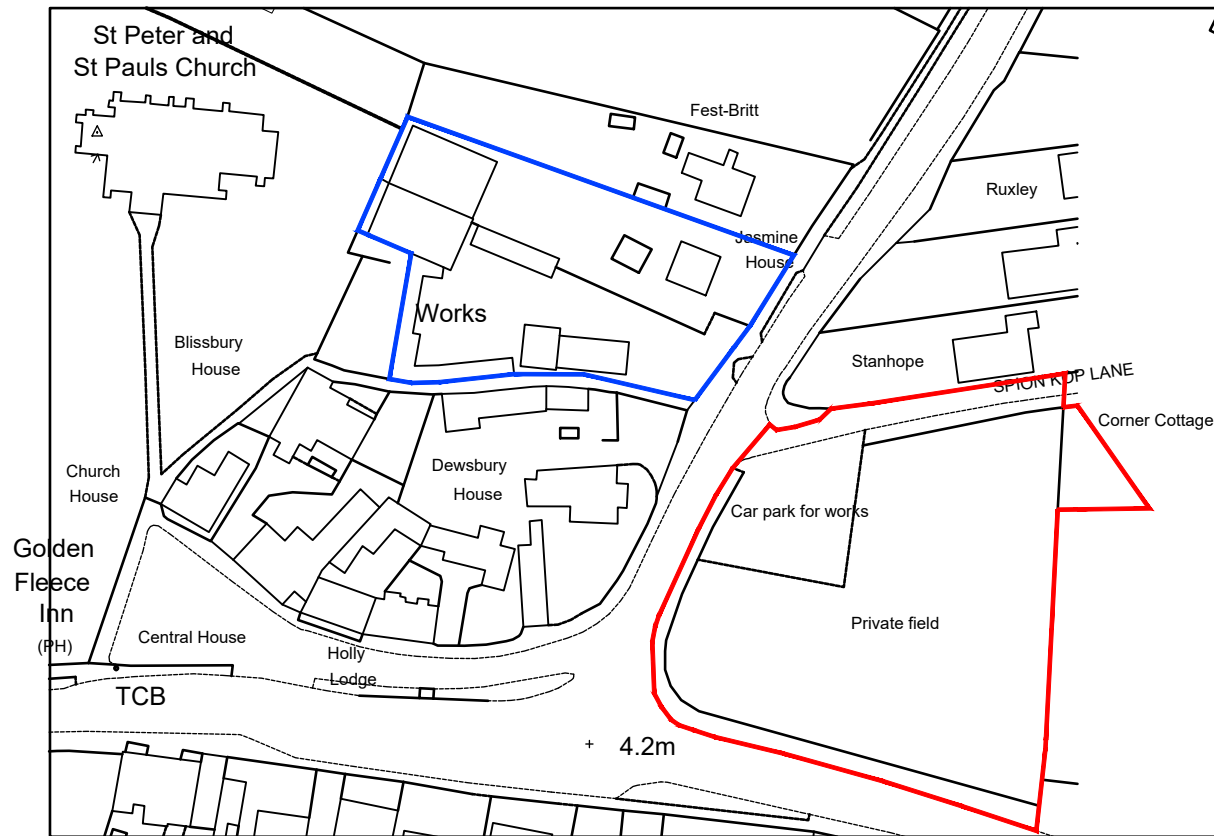 St Peter and
St Pauls Church
Fest-Britt
Ruxley
Jasmine
House
Works
Blissbury
House
Stanhope
SPION KOP LANE
Corner Cottage
Church
House
Dewsbury
House
Car park for works
Golden
Fleece
Inn
(PH)
Central House
Holly
Lodge
Private field
TCB
+ 4.2m